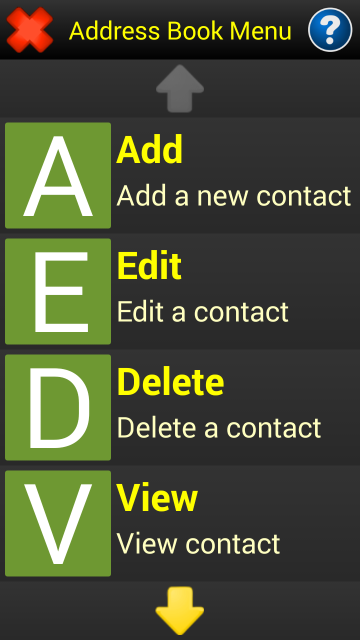 Address Book Menu
?
A
Add
Add a new contact
E
Edit
Edit a contact
D
Delete
Delete a contact
V
View
View contact